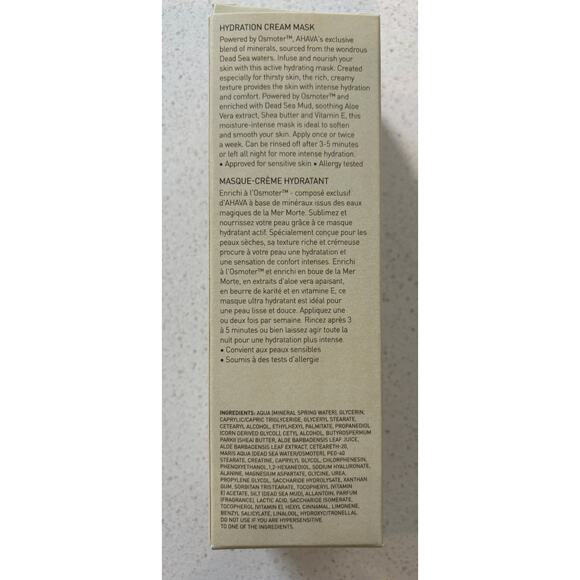 HYDRATION CREAM MASK
Powered by Osmoter™, AHAVA's exclusive
blend of minerals, sourced from the wondrous
Dead Sea waters. Infuse and nourish your
skin with this active hydrating mask. Created
especially for thirsty skin, the rich, creamy
texture provides the skin with intense hydration
and comfort. Powered by Osmoter™ and
enriched with Dead Sea Mud, soothing Aloe
Vera extract, Shea butter and Vitamin E, this
moisture-intense mask is ideal to soften
and smooth your skin. Apply once or twice
a week. Can be rinsed off after 3-5 minutes
or left all night for more intense hydration.
• Approved for sensitive skin • Allergy tested
MASQUE-CRÈME HYDRATANT
Enrichi à l'Osmoter™ - composé exclusif
d'AHAVA à base de minéraux issus des eaux
magiques de la Mer Morte. Sublimez et
nourrissez votre peau grâce à ce masque
hydratant actif. Spécialement conçue pour les
peaux sèches, sa texture riche et crémeuse
procure à votre peau une hydratation et
une sensation de confort intenses. Enrichi
à l'Osmoter™ et enrichi en boue de la Mer
Morte, en extraits d'aloe vera apaisant,
en beurre de karité et en vitamine E, ce
masque ultra hydratant est idéal pour
une peau lisse et douce. Appliquez une
ou deux fois par semaine. Rincez après 3
à 5 minutes ou bien laissez agir toute la
nuit pour une hydratation plus intense.
• Convient aux peaux sensibles
• Soumis à des tests d'allergie
INGREDIENTS: AQUA (MINERAL SPRING WATER), GLYCERIN,
CAPRYLIC/CAPRIC TRIGLYCERIDE, GLYCERYL STEARATE,
CETEARYL ALCOHOL, ETHYLHEXYL PALMITATE, PROPANEDIOL
(CORN DERIVED GLYCOL), CETYL ALCOHOL, BUTYROSPERMUM
PARKII (SHEA) BUTTER, ALOE BARBADENSIS LEAF JUICE,
ALOE BARBADENSIS LEAF EXTRACT, CETEARETH-20,
MARIS AQUA (DEAD SEA WATER/OSMOTER), PEG-40
STEARATE, CREATINE, CAPRYLYL GLYCOL, CHLORPHENESIN,
PHENOXYETHANOL, 1,2-HEXANEDIOL, SODIUM HYALURONATE,
ALANINE, MAGNESIUM ASPARTATE, GLYCINE, UREA,
PROPYLENE GLYCOL, SACCHARIDE HYDROLYSATE, XANTHAN
GUM, SORBITAN TRISTEARATE, TOCOPHERYL (VITAMIN
E) ACETATE, SILT (DEAD SEA MUD), ALLANTOIN, PARFUM
(FRAGRANCE), LACTIC ACID, SACCHARIDE ISOMERATE,
TOCOPHEROL (VITAMIN E), HEXYL CINNAMAL, LIMONENE,
BENZYL SALICYLATE, LINALOOL, HYDROXYCITRONELLAL.
DO NOT USE IF YOU ARE HYPERSENSITIVE
TO ONE OF THE INGREDIENTS.